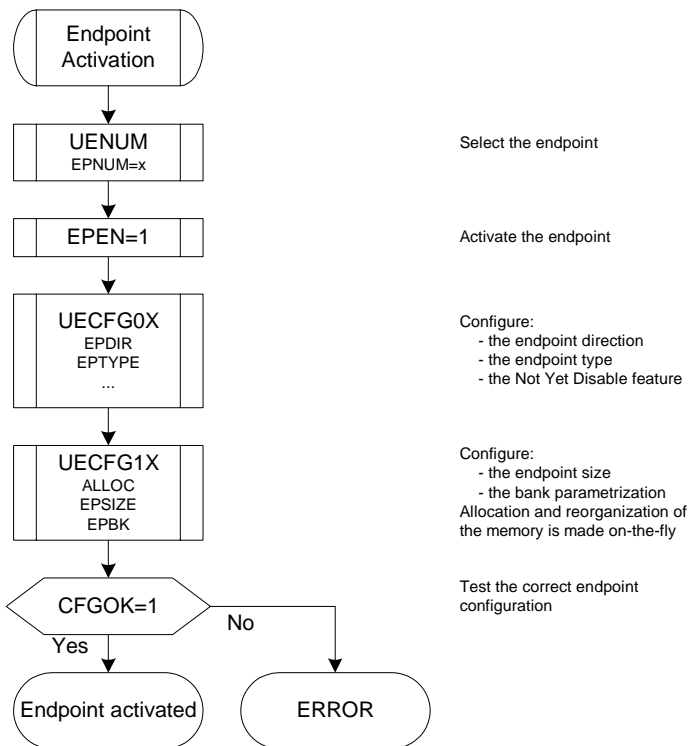 Endpoint
Activation
UENUM
EPNUM=x
Select the endpoint
EPEN=1
Activate the endpoint
UECFG0X
EPDIR
EPTYPE
...
Configure:
- the endpoint direction
- the endpoint type
- the Not Yet Disable feature
UECFG1X
ALLOC
EPSIZE
EPBK
Configure:
- the endpoint size
- the bank parametrization
Allocation and reorganization of
the memory is made on-the-fly
CFGOK=1
Test the correct endpoint
configuration
No
Yes
Endpoint activated
ERROR